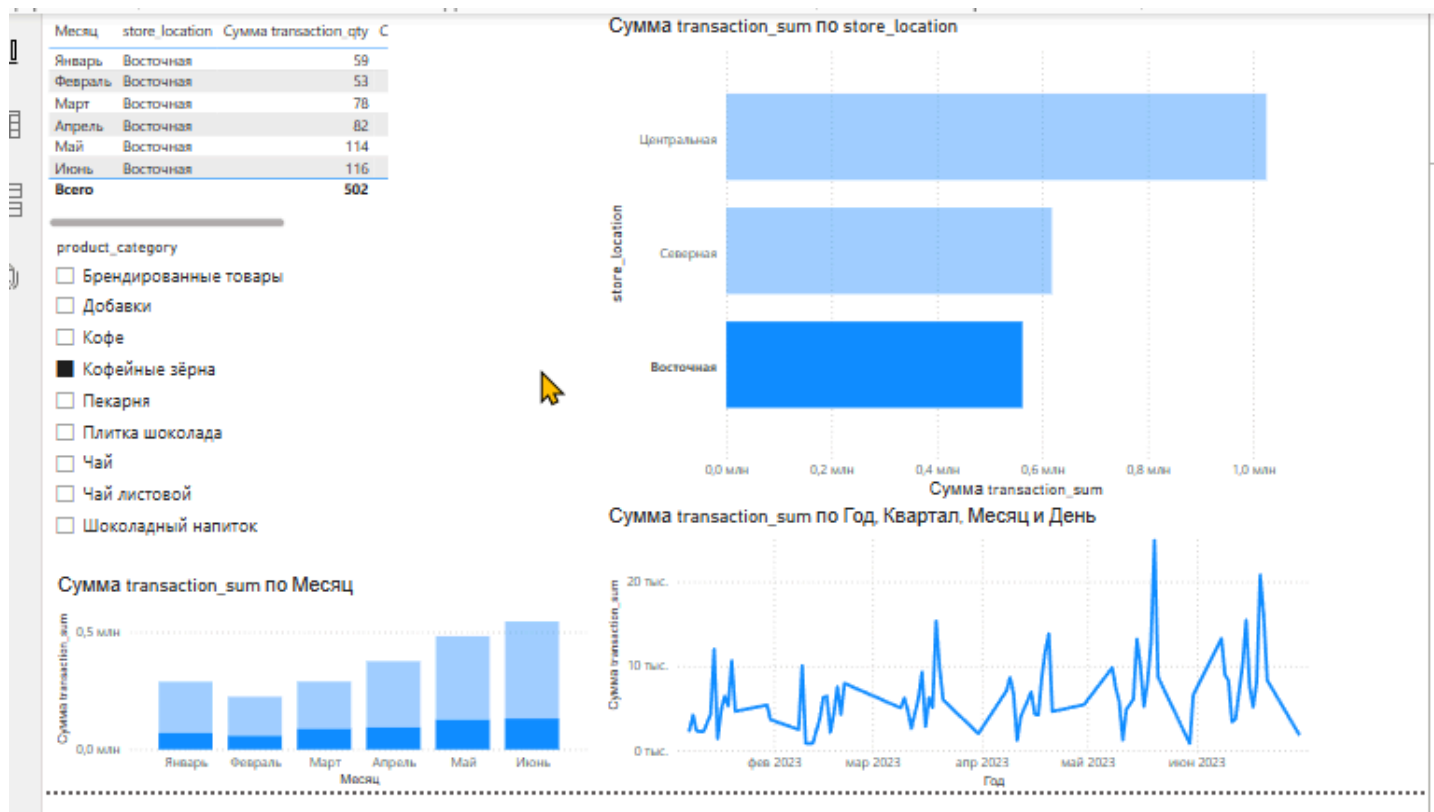 Месяц store_location Сумма transaction_qty С
Январь Восточная 59
Февраль Восточная 53
Март Восточная 78
Апрель Восточная 82
Май Восточная 114
Июнь Восточная 116
Всего 502
product_category
Брендированные товары
Добавки
Кофе
Кофейные зёрна
Пекарня
Плитка шоколада
Чай
Чай листовой
Шоколадный напиток
Сумма transaction_sum по Месяц
Сумма transaction_sum
0,5 млн
0,0 млн
Январь Февраль Март Апрель Май Июнь
Месяц
Сумма transaction_sum по store_location
store_location
Центральная
Северная
Восточная
0,0 млн 0,2 млн 0,4 млн 0,6 млн 0,8 млн 1,0 млн
Сумма transaction_sum
Сумма transaction_sum по Год, Квартал, Месяц и День
Сумма transaction_sum
20 тыс.
10 тыс.
0 тыс.
фев 2023 мар 2023 апр 2023 май 2023 июн 2023
Год